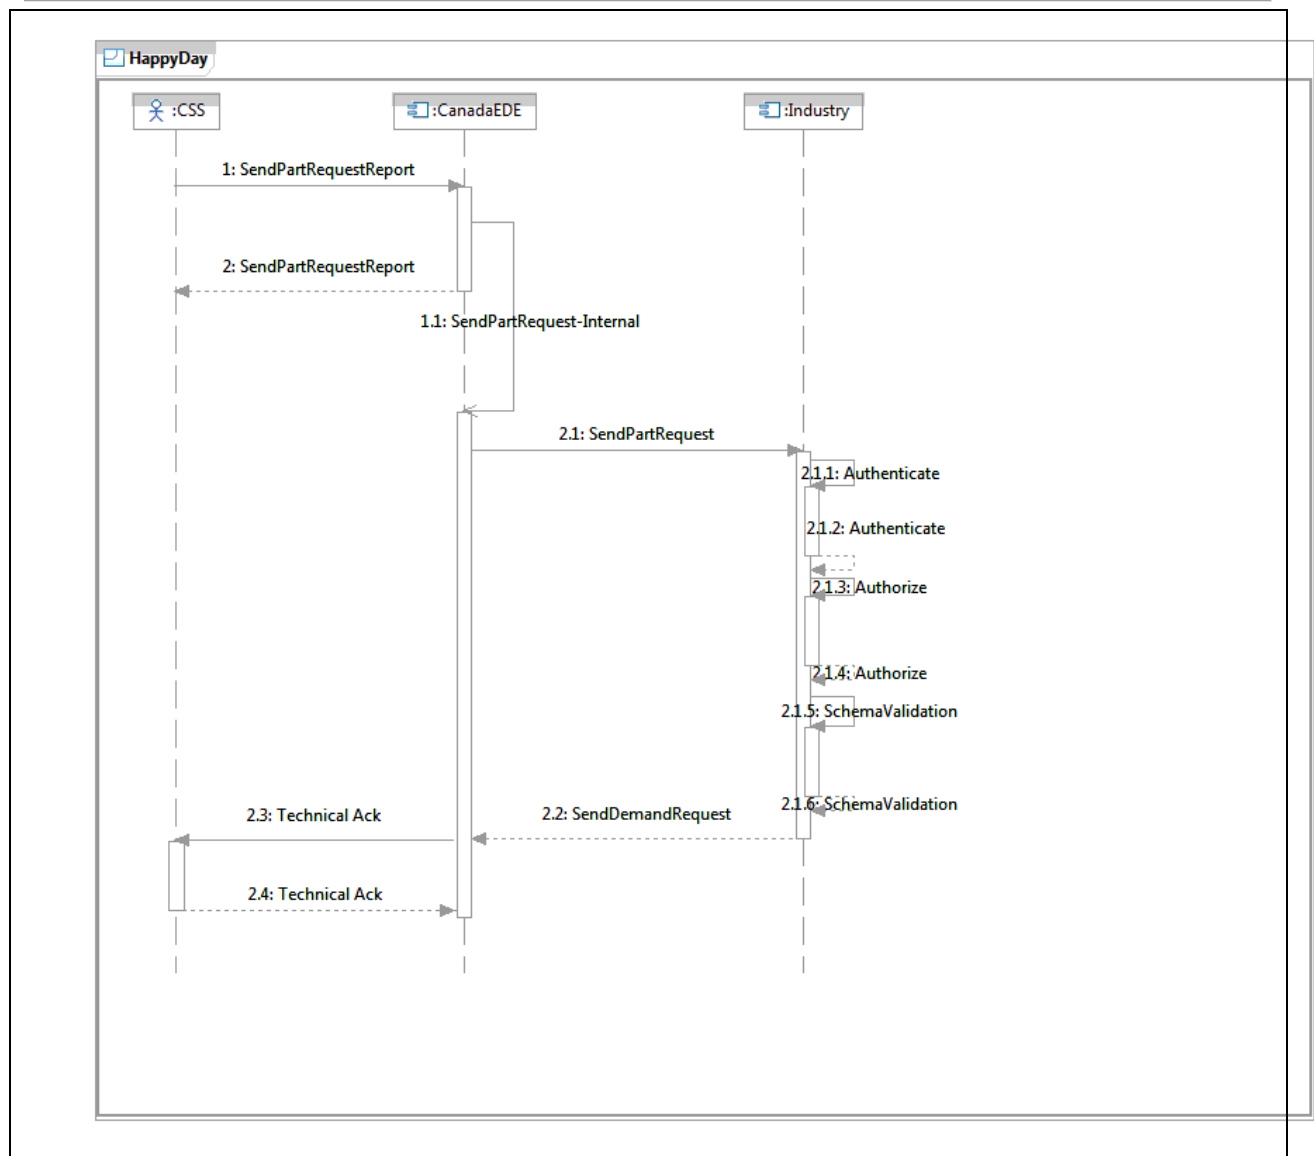 HappyDay
:CSS
:CanadaEDE
:Industry
1: SendPartRequestReport
2: SendPartRequestReport
1.1: SendPartRequest-Internal
2.1: SendPartRequest
2.1.1: Authenticate
2.1.2: Authenticate
2.1.3: Authorize
2.1.4: Authorize
2.1.5: SchemaValidation
2.1.6: SchemaValidation
2.2: SendDemandRequest
2.3: Technical Ack
2.4: Technical Ack